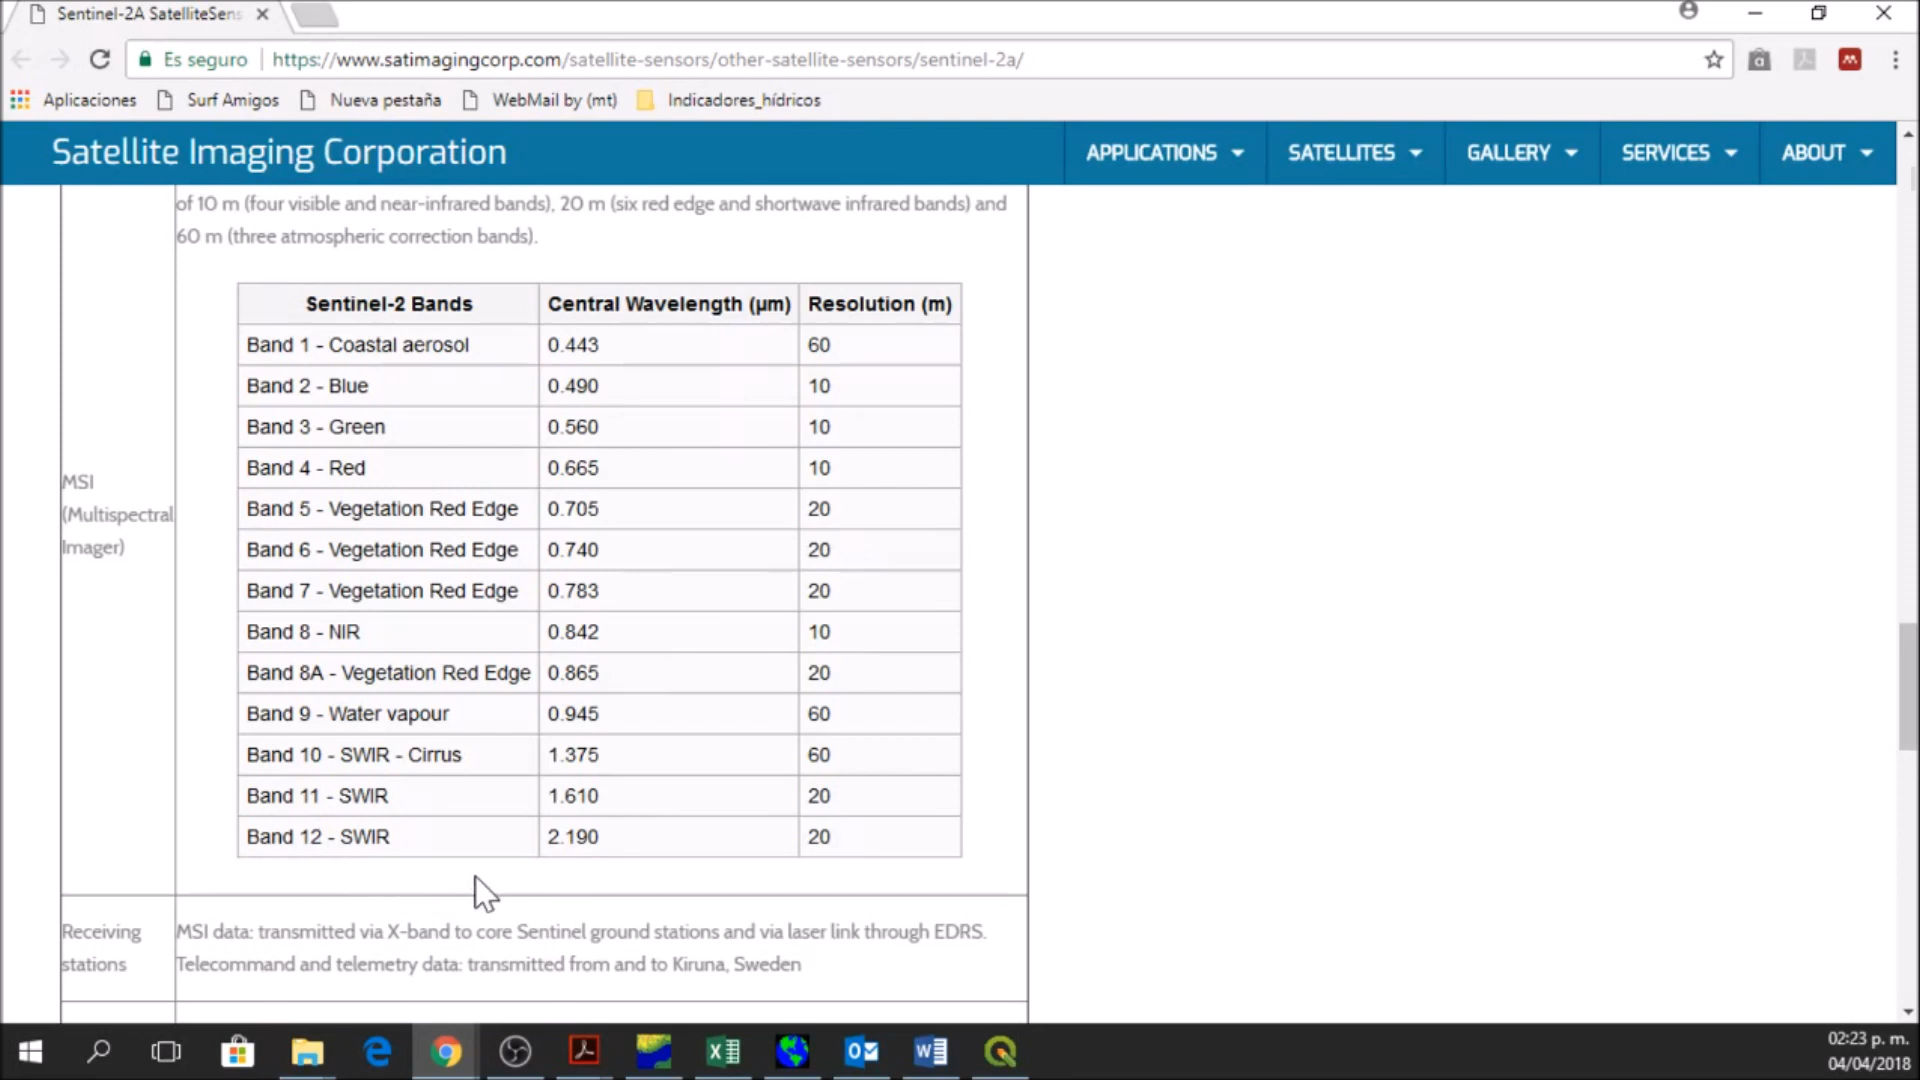 Sentinel-2A SatelliteSens
Es seguro https://www.satimagingcorp.com/satellite-sensors/other-satellite-sensors/sentinel-2a/
Aplicaciones Surf Amigos Nueva pestaña WebMail by (mt) Indicadores_hídricos
Satellite Imaging Corporation APPLICATIONS SATELLITES GALLERY SERVICES ABOUT
of 10 m (four visible and near-infrared bands), 20 m (six red edge and shortwave infrared bands) and
60 m (three atmospheric correction bands).
Sentinel-2 Bands Central Wavelength (µm) Resolution (m)
Band 1 - Coastal aerosol 0.443 60
Band 2 - Blue 0.490 10
Band 3 - Green 0.560 10
Band 4 - Red 0.665 10
Band 5 - Vegetation Red Edge 0.705 20
Band 6 - Vegetation Red Edge 0.740 20
Band 7 - Vegetation Red Edge 0.783 20
Band 8 - NIR 0.842 10
Band 8A - Vegetation Red Edge 0.865 20
Band 9 - Water vapour 0.945 60
Band 10 - SWIR - Cirrus 1.375 60
Band 11 - SWIR 1.610 20
Band 12 - SWIR 2.190 20
MSI
(Multispectral
Imager)
Receiving
stations
MSI data: transmitted via X-band to core Sentinel ground stations and via laser link through EDRS.
Telecommand and telemetry data: transmitted from and to Kiruna, Sweden
02:23 p. m.
04/04/2018